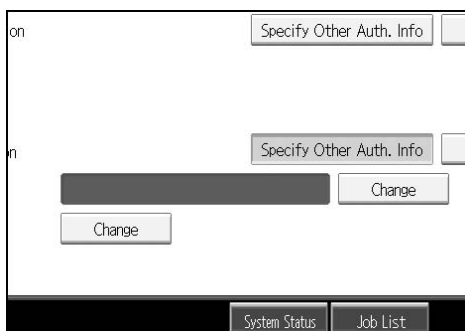 on Specify Other Auth. Info
n Specify Other Auth. Info
Change
Change
System Status Job List